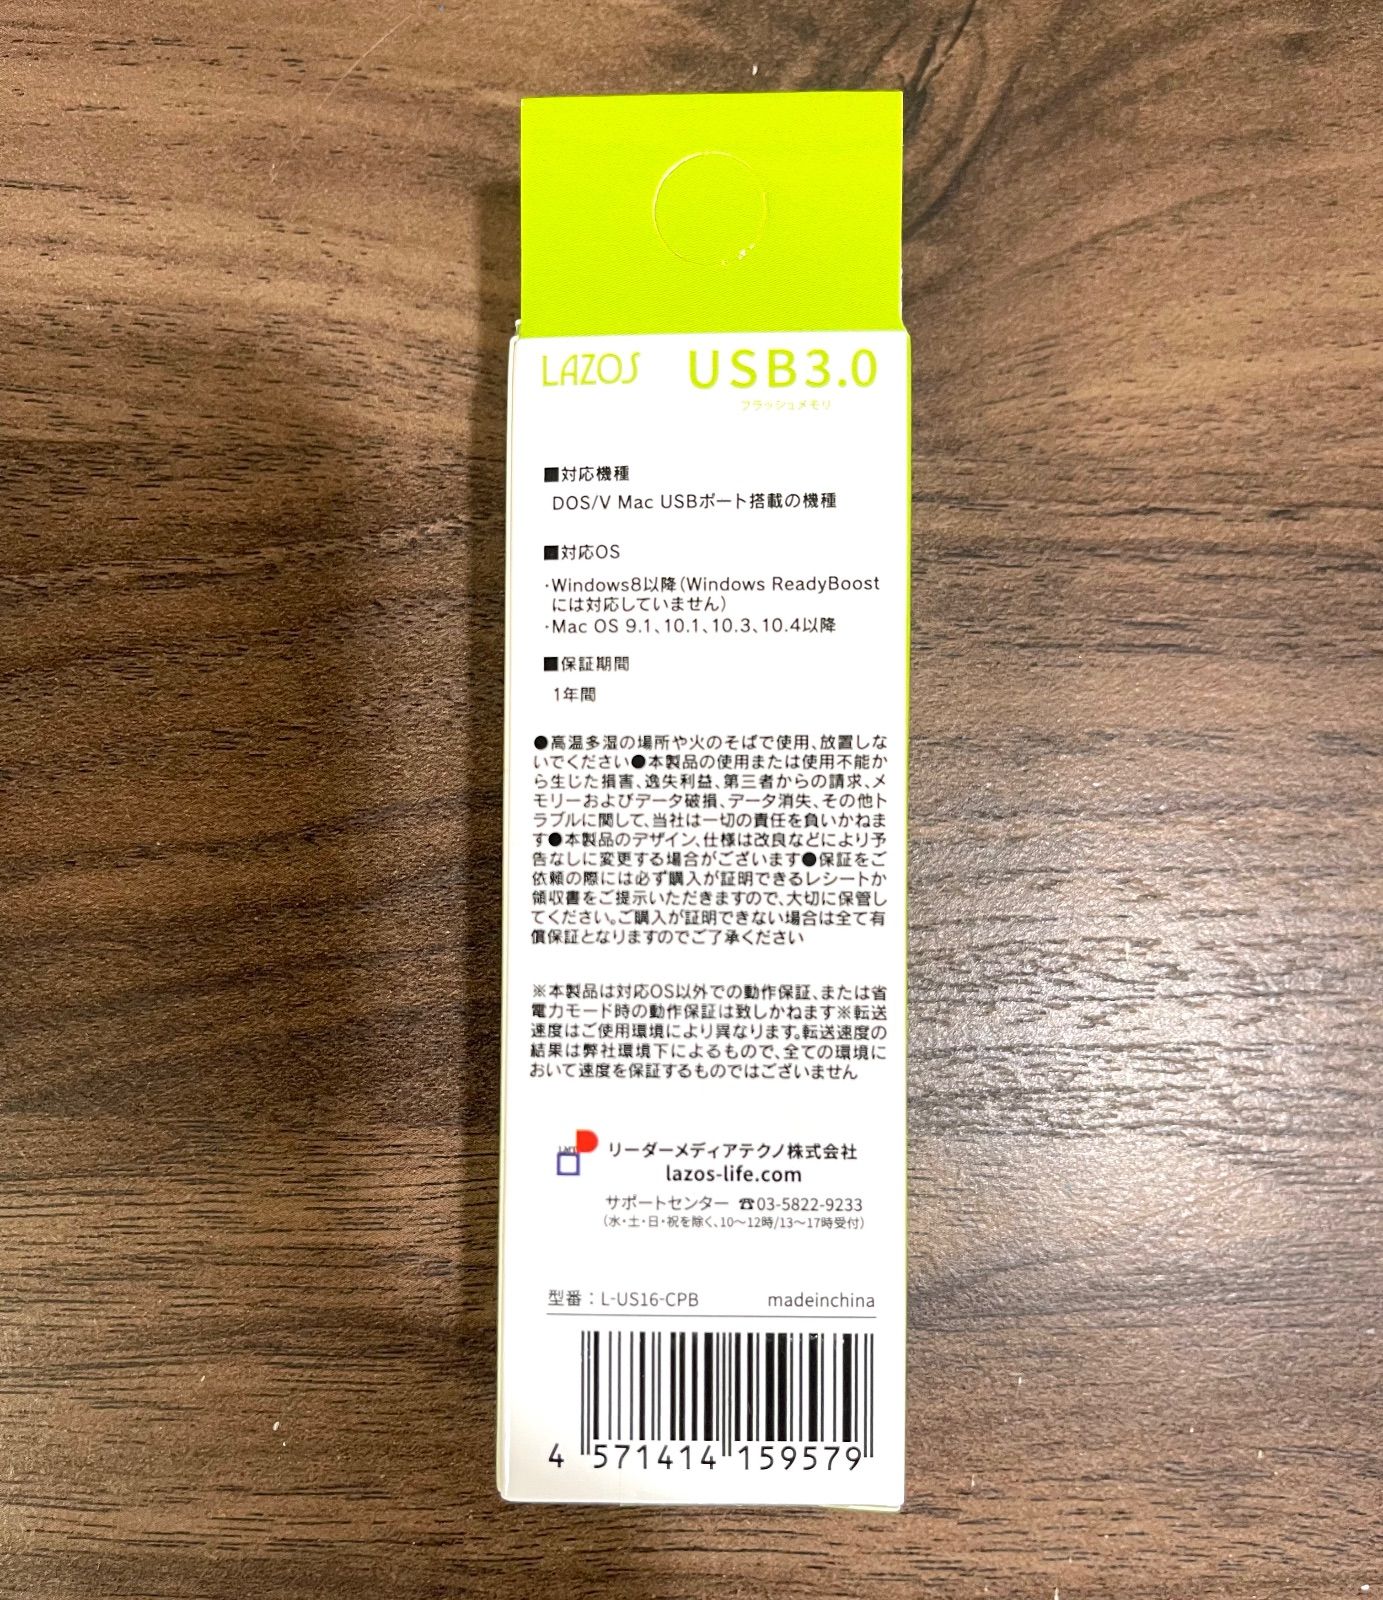 LAZOS USB3.0
フラッシュメモリ
■対応機種
DOS/V Mac USBポート搭載の機種
■対応OS
・Windows8以降(Windows ReadyBoost
には対応していません)
・Mac OS 9.1、10.1、10.3、10.4以降
■保証期間
1年間
●高温多湿の場所や火のそばで使用、放置しな
いでください●本製品の使用または使用不能か
ら生じた損害、逸失利益、第三者からの請求、メ
モリーおよびデータ破損、データ消失、その他ト
ラブルに関して、当社は一切の責任を負いかねま
す●本製品のデザイン、仕様は改良などにより予
告なしに変更する場合がございます●保証をご
依頼の際には必ず購入が証明できるレシートか
領収書をご提示いただきますので、大切に保管し
てください。ご購入が証明できない場合は全て有
償保証となりますのでご了承ください
※本製品は対応OS以外での動作保証、または省
電力モード時の動作保証は致しかねます※転送
速度はご使用環境により異なります。転送速度の
結果は弊社環境下によるもので、全ての環境に
おいて速度を保証するものではございません
リーダーメディアテクノ株式会社
lazos-life.com
サポートセンター ☎03-5822-9233
(水・土・日・祝を除く、10〜12時/13〜17時受付)
型番：L-US16-CPB madeinchina
4 571414 159579